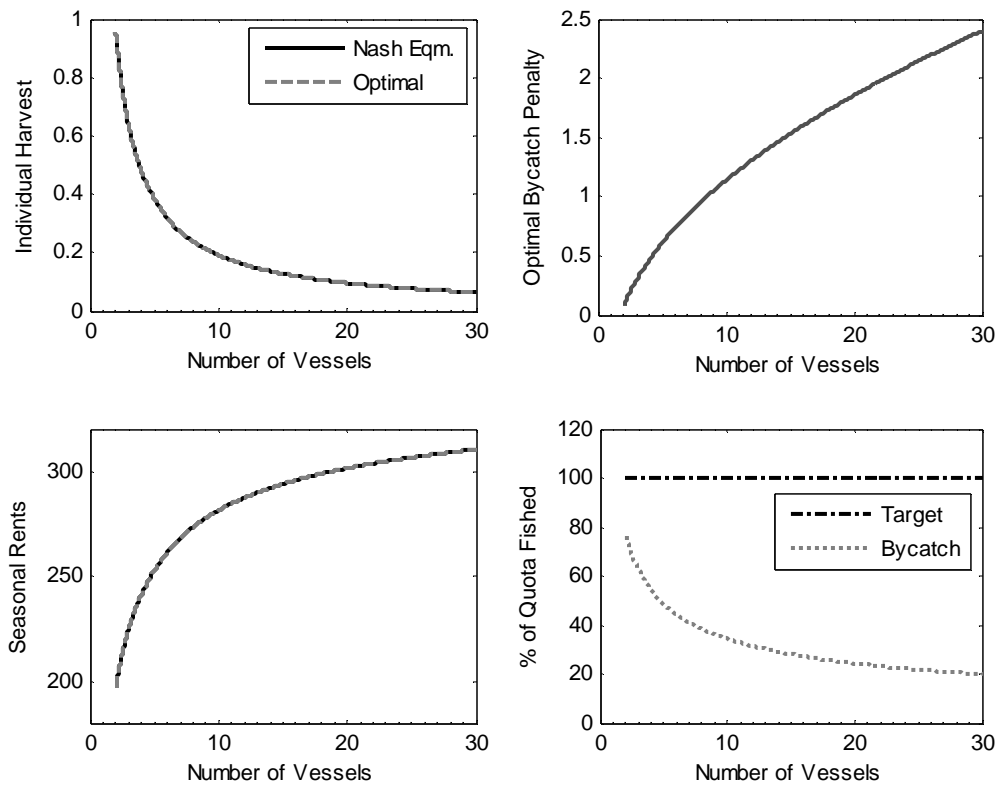 1
0.8
0.6
0.4
0.2
0
Individual Harvest
Nash Eqm.
Optimal
0 10 20 30
Number of Vessels
2.5
2
1.5
1
0.5
0
Optimal Bycatch Penalty
0 10 20 30
Number of Vessels
300
250
200
Seasonal Rents
0 10 20 30
Number of Vessels
120
100
80
60
40
20
0
% of Quota Fished
Target
Bycatch
0 10 20 30
Number of Vessels